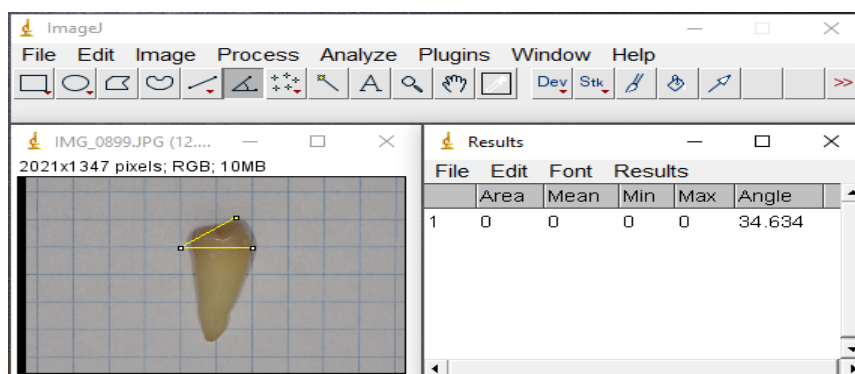 ImageJ
File Edit Image Process Analyze Plugins Window Help
A Dev Stk >>
IMG_0899.JPG (12....
2021x1347 pixels; RGB; 10MB
Results
File Edit Font Results
Area Mean Min Max Angle
1 0 0 0 0 34.634